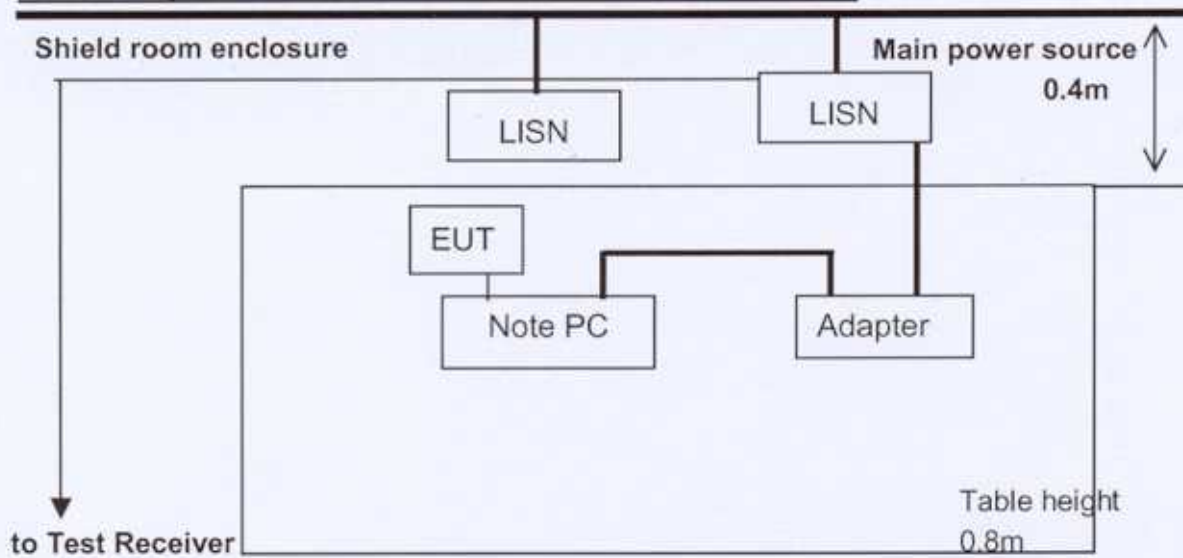 Shield room enclosure
Main power source
0.4m
LISN
LISN
EUT
Note PC
Adapter
Table height
0.8m
to Test Receiver